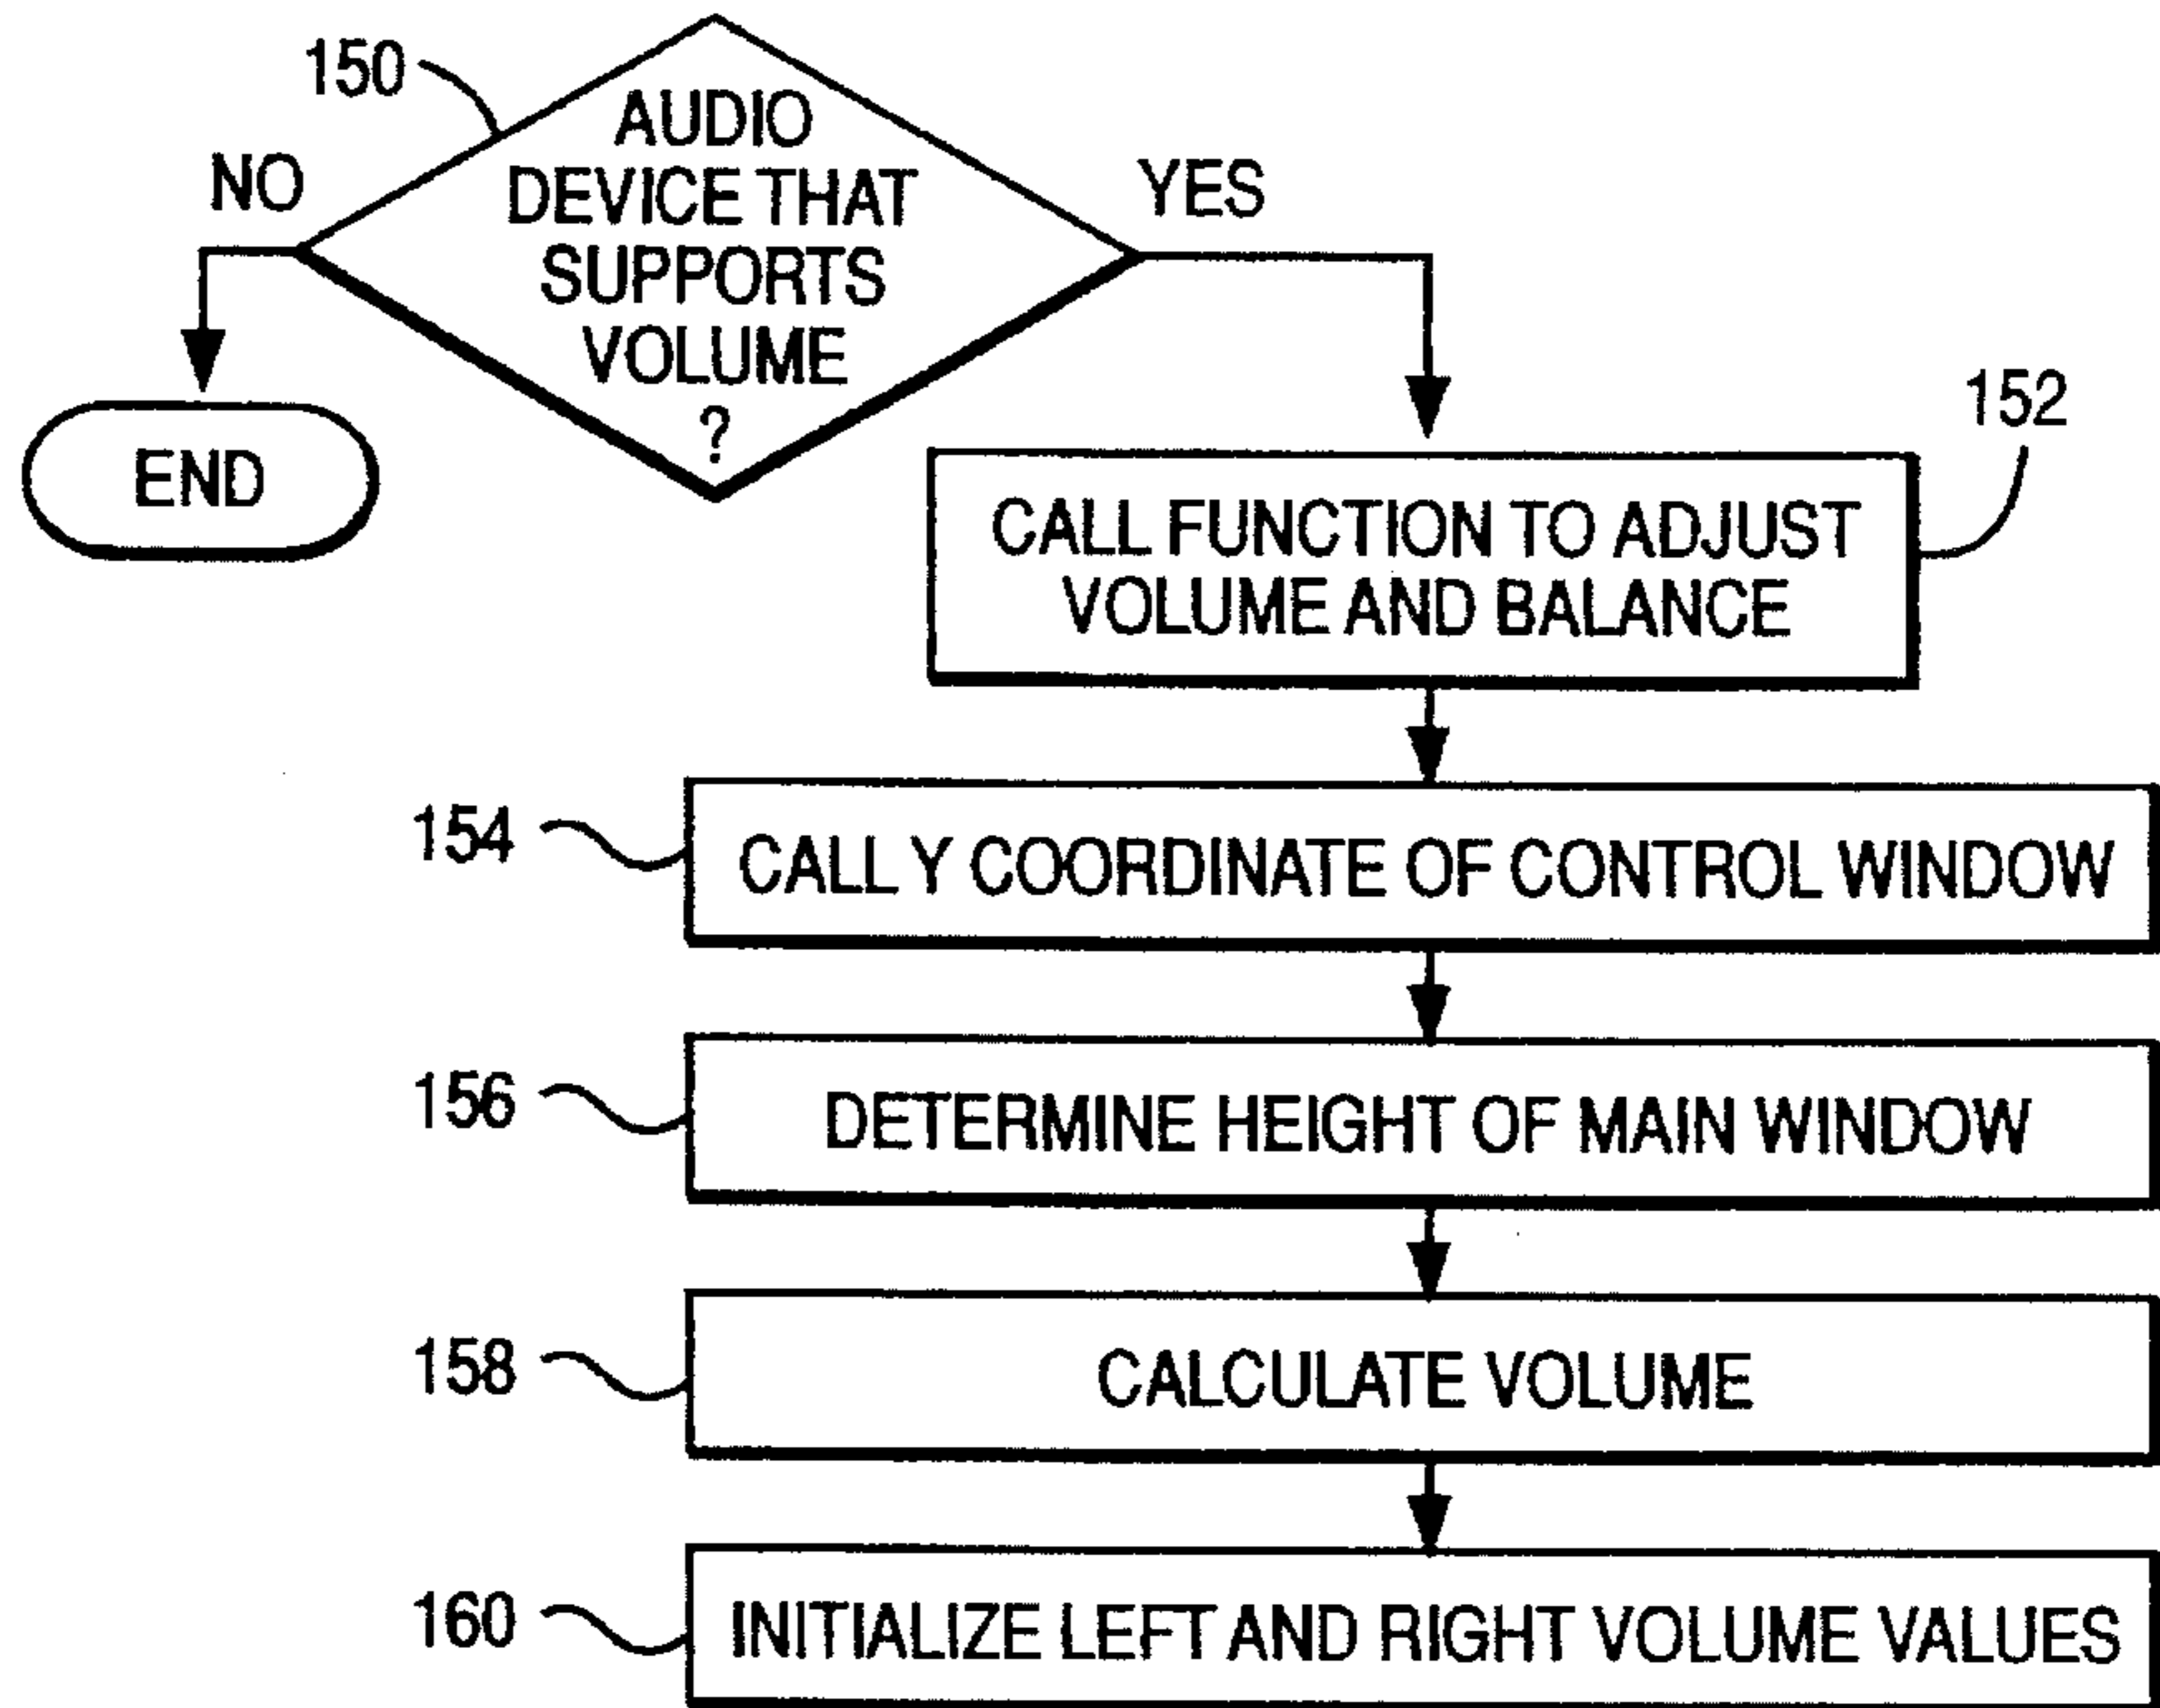 150
AUDIO
DEVICE THAT
SUPPORTS
VOLUME
?
NO
YES
END
152
CALL FUNCTION TO ADJUST
VOLUME AND BALANCE
154
CALL Y COORDINATE OF CONTROL WINDOW
156
DETERMINE HEIGHT OF MAIN WINDOW
158
CALCULATE VOLUME
160
INITIALIZE LEFT AND RIGHT VOLUME VALUES